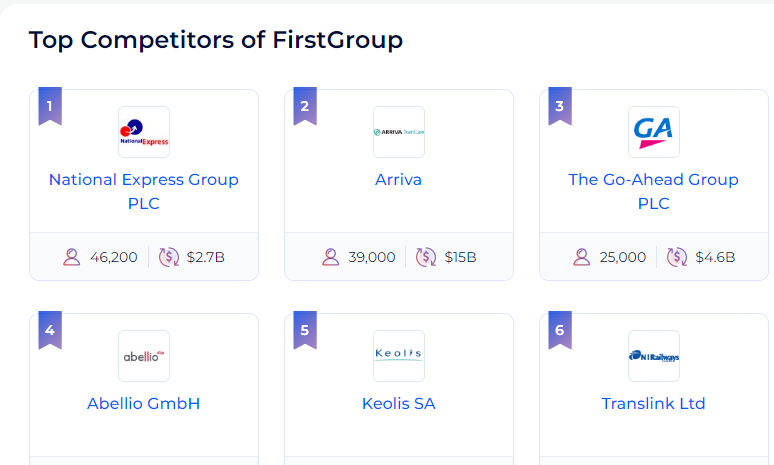 Top Competitors of FirstGroup
1
2
3
National Express
ARRIVA TrainCare
GA
National Express Group
PLC
Arriva
The Go-Ahead Group
PLC
46,200
$2.7B
39,000
$15B
25,000
$4.6B
4
5
6
abellio
Keolis
NIRailways
Abellio GmbH
Keolis SA
Translink Ltd